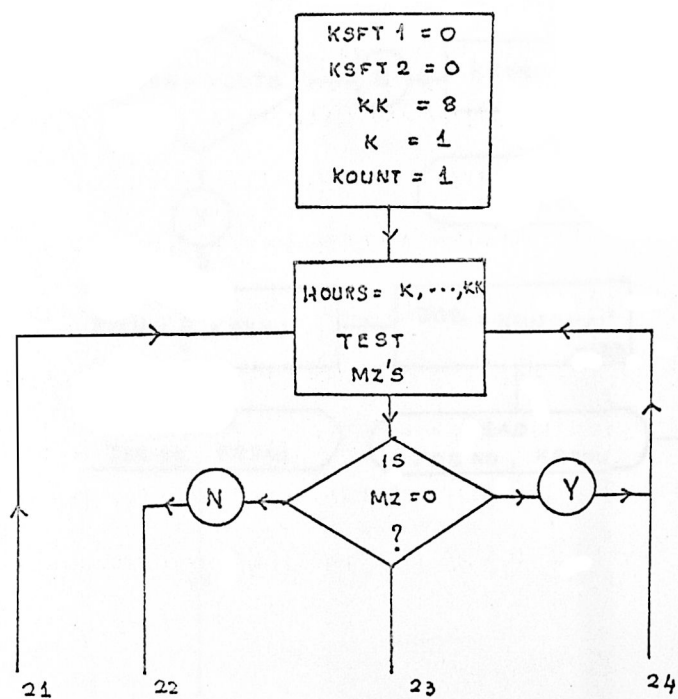 KSFT 1 = 0
KSFT 2 = 0
KK = 8
K = 1
KOUNT = 1
HOURS = K, ...,KK
TEST
MZ'S
IS
N
MZ = 0
Y
?
21
22
23
24